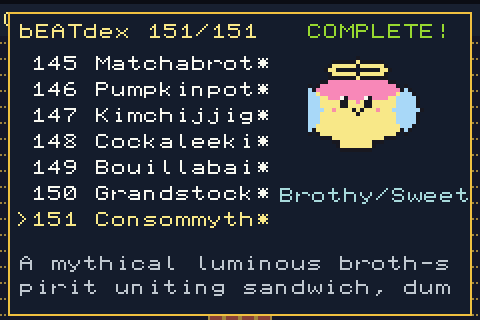 bEATdex 151/151 COMPLETE!
145 Matchabrot*
146 Pumpkinpot*
147 Kimchijjig*
148 Cockaleeki*
149 Bouillabai*
150 Grandstock* Brothy/Sweet
>151 Consommyth*
A mythical luminous broth-s
pirit uniting sandwich, dum